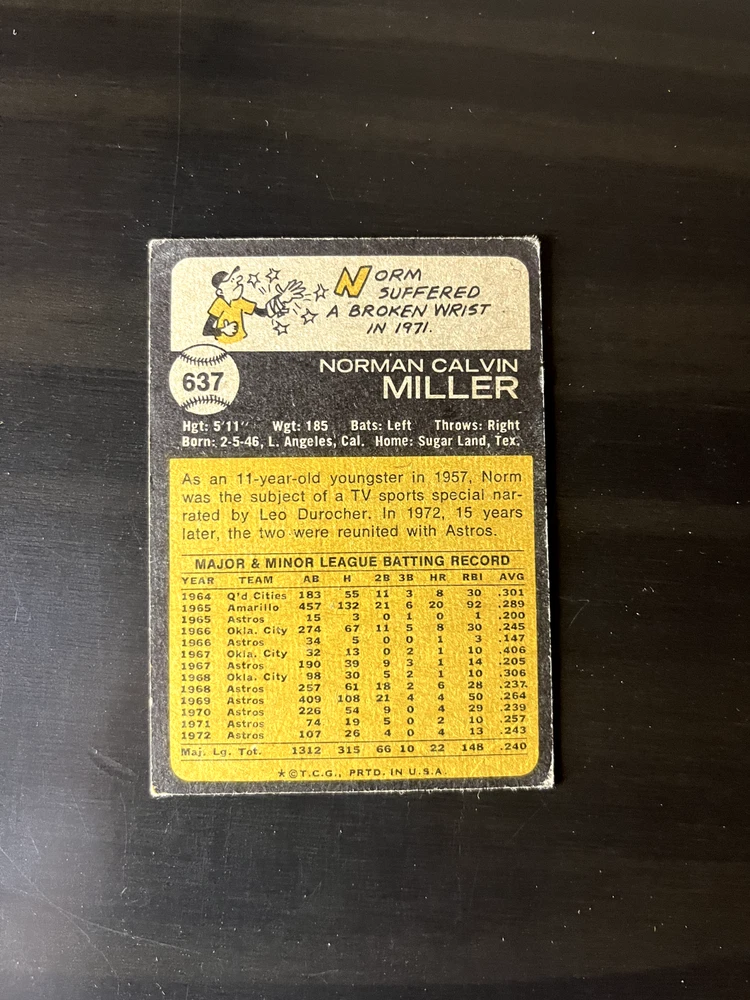 NORM
SUFFERED
A BROKEN WRIST
IN 1971.
637
NORMAN CALVIN
MILLER
Hgt: 5'11" Wgt: 185 Bats: Left Throws: Right
Born: 2-5-46, L. Angeles, Cal. Home: Sugar Land, Tex.
As an 11-year-old youngster in 1957, Norm
was the subject of a TV sports special nar-
rated by Leo Durocher. In 1972, 15 years
later, the two were reunited with Astros.
MAJOR & MINOR LEAGUE BATTING RECORD
YEAR TEAM AB H 2B 3B HR RBI AVG
1964 Q'd Cities 183 55 11 3 8 30 .301
1965 Amarillo 457 132 21 6 20 92 .289
1965 Astros 15 3 0 1 0 1 .200
1966 Okla. City 274 67 11 5 8 30 .245
1966 Astros 34 5 0 0 1 3 .147
1967 Okla. City 32 13 0 2 1 10 .406
1967 Astros 190 39 9 3 1 14 .205
1968 Okla. City 98 30 5 2 1 10 .306
1968 Astros 257 61 18 2 6 28 .237
1969 Astros 409 108 21 4 4 50 .264
1970 Astros 226 54 9 0 4 29 .239
1971 Astros 74 19 5 0 2 10 .257
1972 Astros 107 26 4 0 4 13 .243
Maj. Lg. Tot. 1312 315 66 10 22 148 .240
★©T.C.G., PRTD. IN U.S.A.